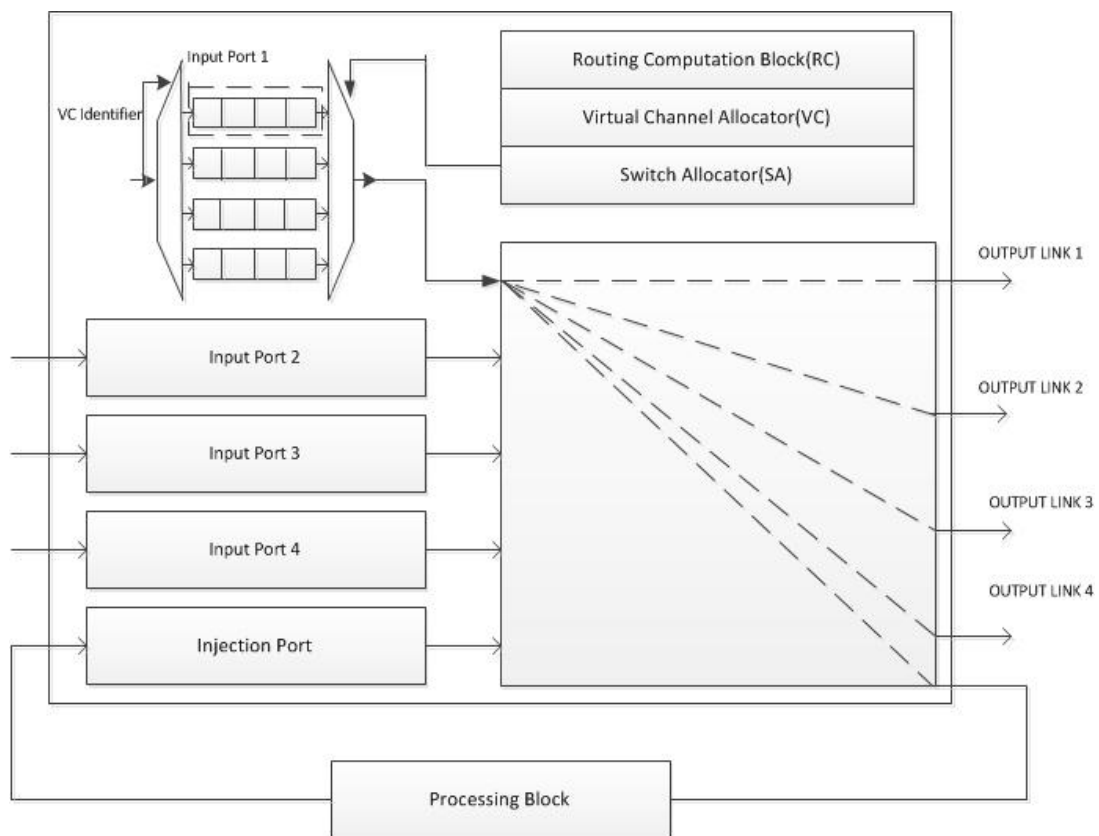 Input Port 1
VC Identifier
Routing Computation Block(RC)
Virtual Channel Allocator(VC)
Switch Allocator(SA)
OUTPUT LINK 1
Input Port 2
OUTPUT LINK 2
Input Port 3
OUTPUT LINK 3
Input Port 4
OUTPUT LINK 4
Injection Port
Processing Block